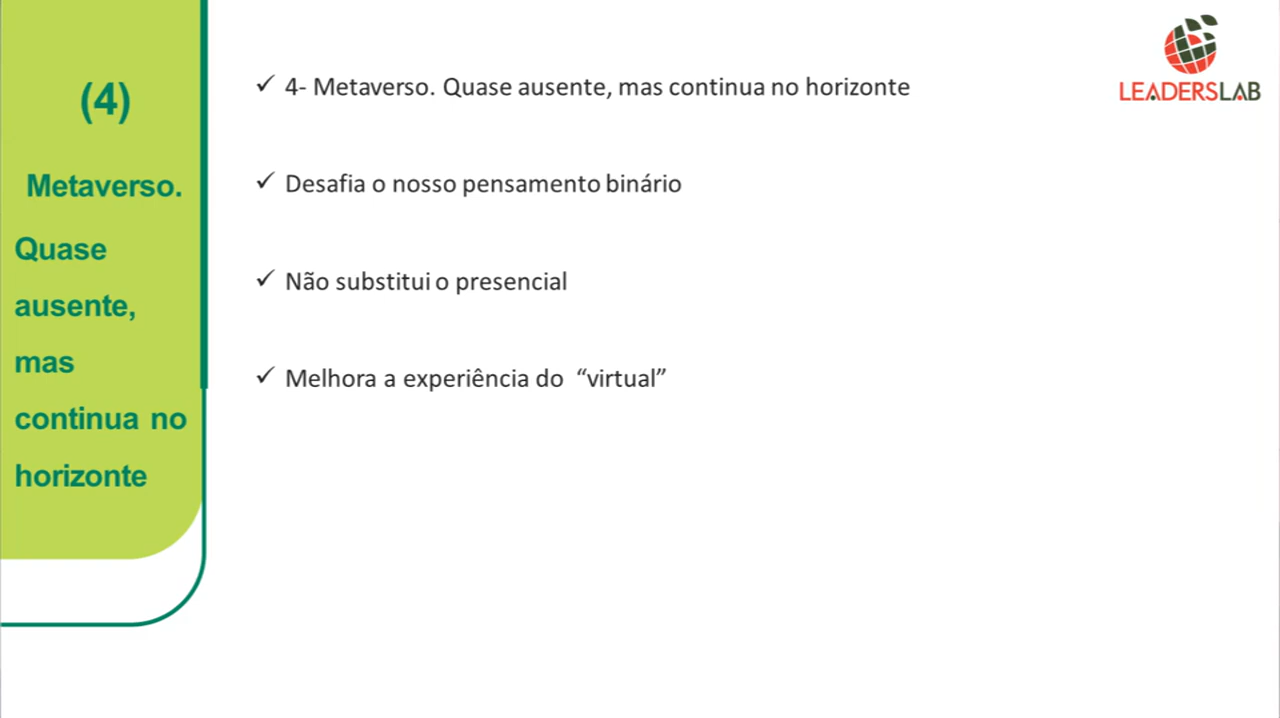 (4)
Metaverso.
Quase
ausente,
mas
continua no
horizonte
✓ 4- Metaverso. Quase ausente, mas continua no horizonte
✓ Desafia o nosso pensamento binário
✓ Não substitui o presencial
✓ Melhora a experiência do “virtual”
LEADERSLAB